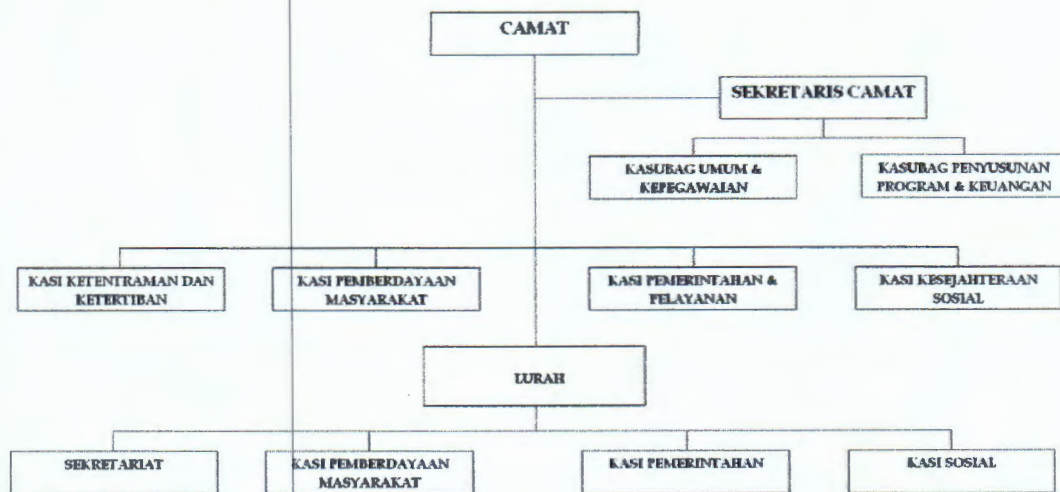 CAMAT
SEKRETARIS CAMAT
KASUBAG UMUM &
KEPEGAWAIAN
KASUBAG PENYUSUNAN
PROGRAM & KEUANGAN
KASI KETENTRAMAN DAN
KETERTIBAN
KASI PEMBERDAYAAN
MASYARAKAT
KASI PEMERINTAHAN &
PELAYANAN
KASI KESEJAHTERAAN
SOSIAL
LURAH
SEKRETARIAT
KASI PEMBERDAYAAN
MASYARAKAT
KASI PEMERINTAHAN
KASI SOSIAL